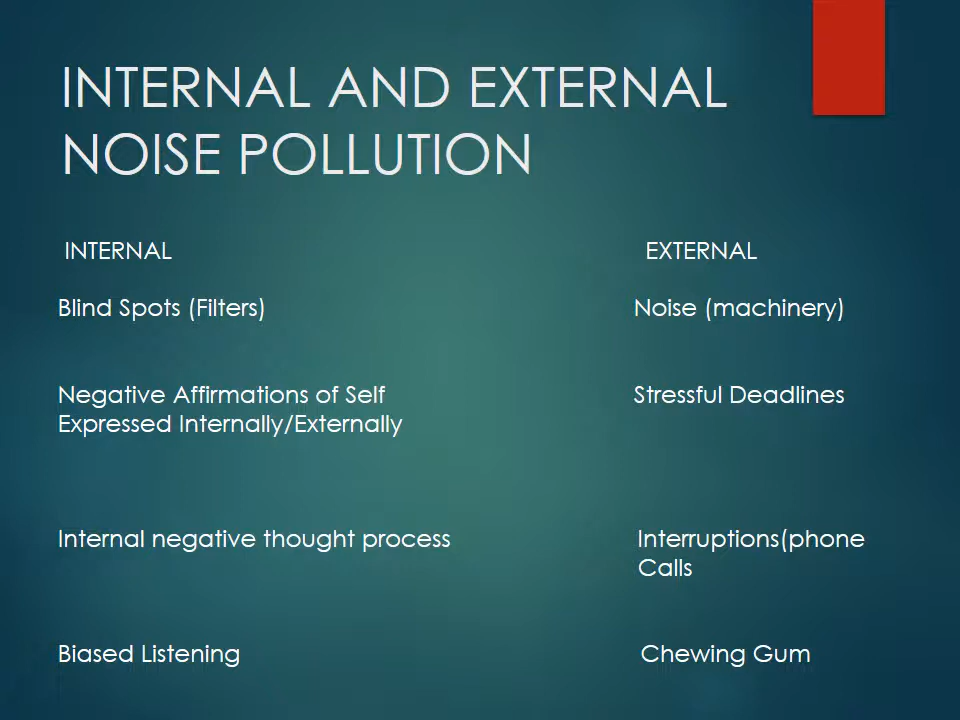 INTERNAL AND EXTERNAL
NOISE POLLUTION
INTERNAL EXTERNAL
Blind Spots (Filters) Noise (machinery)
Negative Affirmations of Self Stressful Deadlines
Expressed Internally/Externally
Internal negative thought process Interruptions(phone
Calls
Biased Listening Chewing Gum